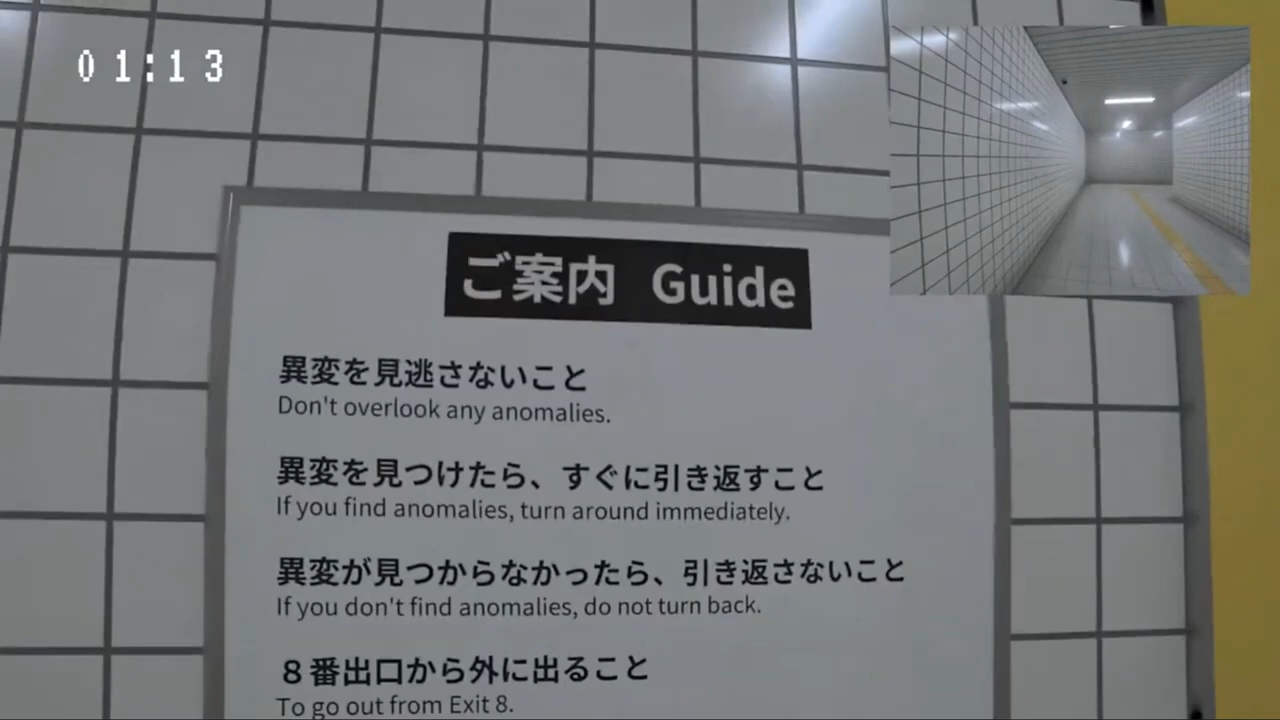 01:13
ご案内 Guide
異変を見逃さないこと
Don't overlook any anomalies.
異変を見つけたら、すぐに引き返すこと
If you find anomalies, turn around immediately.
異変が見つからなかったら、引き返さないこと
If you don't find anomalies, do not turn back.
８番出口から外に出ること
To go out from Exit 8.